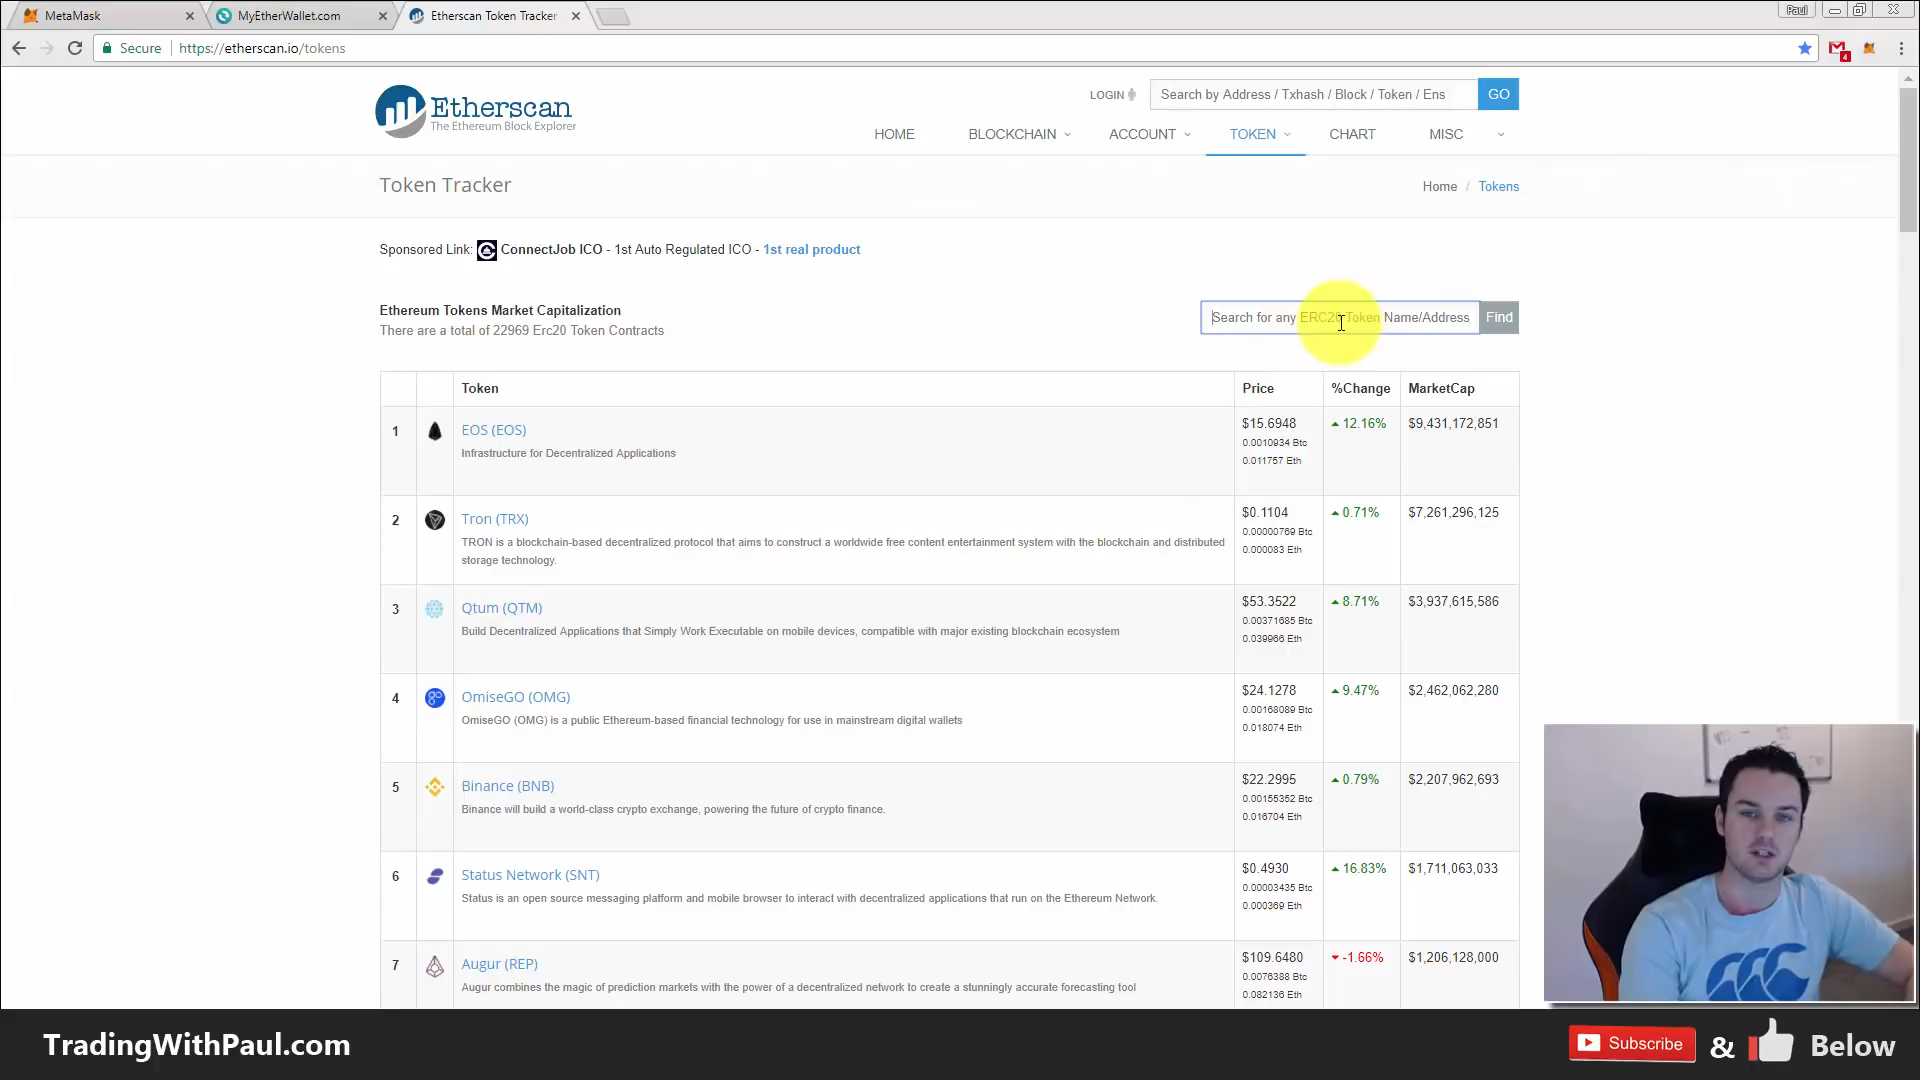 MetaMask
MyEtherWallet.com
Etherscan Token Tracker
Paul
Secure
https://etherscan.io/tokens
4
Etherscan
The Ethereum Block Explorer
LOGIN
Search by Address / Txhash / Block / Token / Ens
GO
HOME
BLOCKCHAIN
ACCOUNT
TOKEN
CHART
MISC
Token Tracker
Home / Tokens
Sponsored Link: ConnectJob ICO - 1st Auto Regulated ICO - 1st real product
Ethereum Tokens Market Capitalization
There are a total of 22969 Erc20 Token Contracts
Search for any ERC20 Token Name/Address
Find
Token Price %Change MarketCap
1 EOS (EOS) $15.6948 12.16% $9,431,172,851
0.0010934 Btc
Infrastructure for Decentralized Applications
0.011757 Eth
2 Tron (TRX) $0.1104 0.71% $7,261,296,125
0.00000769 Btc
TRON is a blockchain-based decentralized protocol that aims to construct a worldwide free content entertainment system with the blockchain and distributed
0.000083 Eth
storage technology.
3 Qtum (QTM) $53.3522 8.71% $3,937,615,586
0.00371685 Btc
Build Decentralized Applications that Simply Work Executable on mobile devices, compatible with major existing blockchain ecosystem
0.039966 Eth
4 OmiseGO (OMG) $24.1278 9.47% $2,462,062,280
0.00168089 Btc
OmiseGO (OMG) is a public Ethereum-based financial technology for use in mainstream digital wallets
0.018074 Eth
5 Binance (BNB) $22.2995 0.79% $2,207,962,693
0.00155352 Btc
Binance will build a world-class crypto exchange, powering the future of crypto finance.
0.016704 Eth
6 Status Network (SNT) $0.4930 16.83% $1,711,063,033
0.00003435 Btc
Status is an open source messaging platform and mobile browser to interact with decentralized applications that run on the Ethereum Network.
0.000369 Eth
7 Augur (REP) $109.6480 -1.66% $1,206,128,000
0.0076388 Btc
Augur combines the magic of prediction markets with the power of a decentralized network to create a stunningly accurate forecasting tool
0.082136 Eth
TradingWithPaul.com
Subscribe & Below